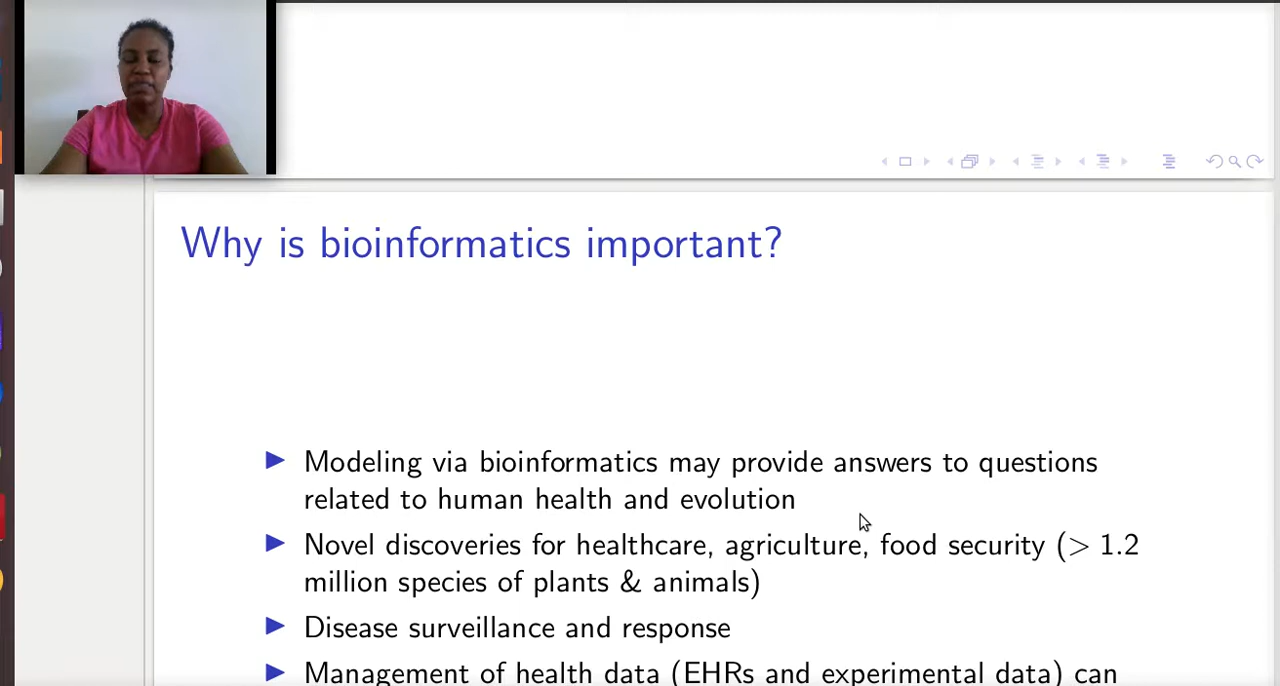 Why is bioinformatics important?
Modeling via bioinformatics may provide answers to questions
related to human health and evolution
Novel discoveries for healthcare, agriculture, food security (> 1.2
million species of plants & animals)
Disease surveillance and response
Management of health data (EHRs and experimental data) can